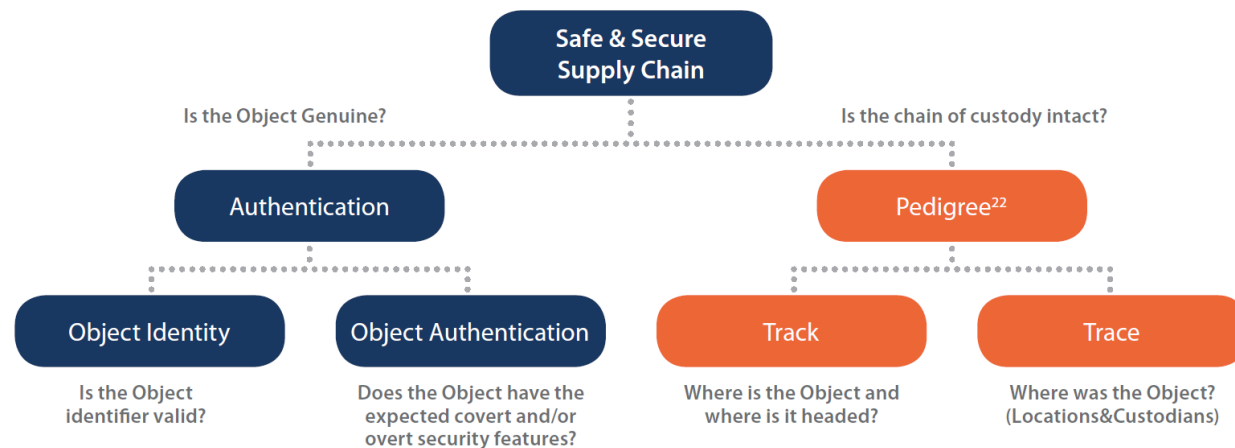 Safe & Secure
Supply Chain
Is the Object Genuine?
Is the chain of custody intact?
Authentication
Pedigree²²
Object Identity
Object Authentication
Track
Trace
Is the Object
identifier valid?
Does the Object have the
expected covert and/or
overt security features?
Where is the Object and
where is it headed?
Where was the Object?
(Locations&Custodians)